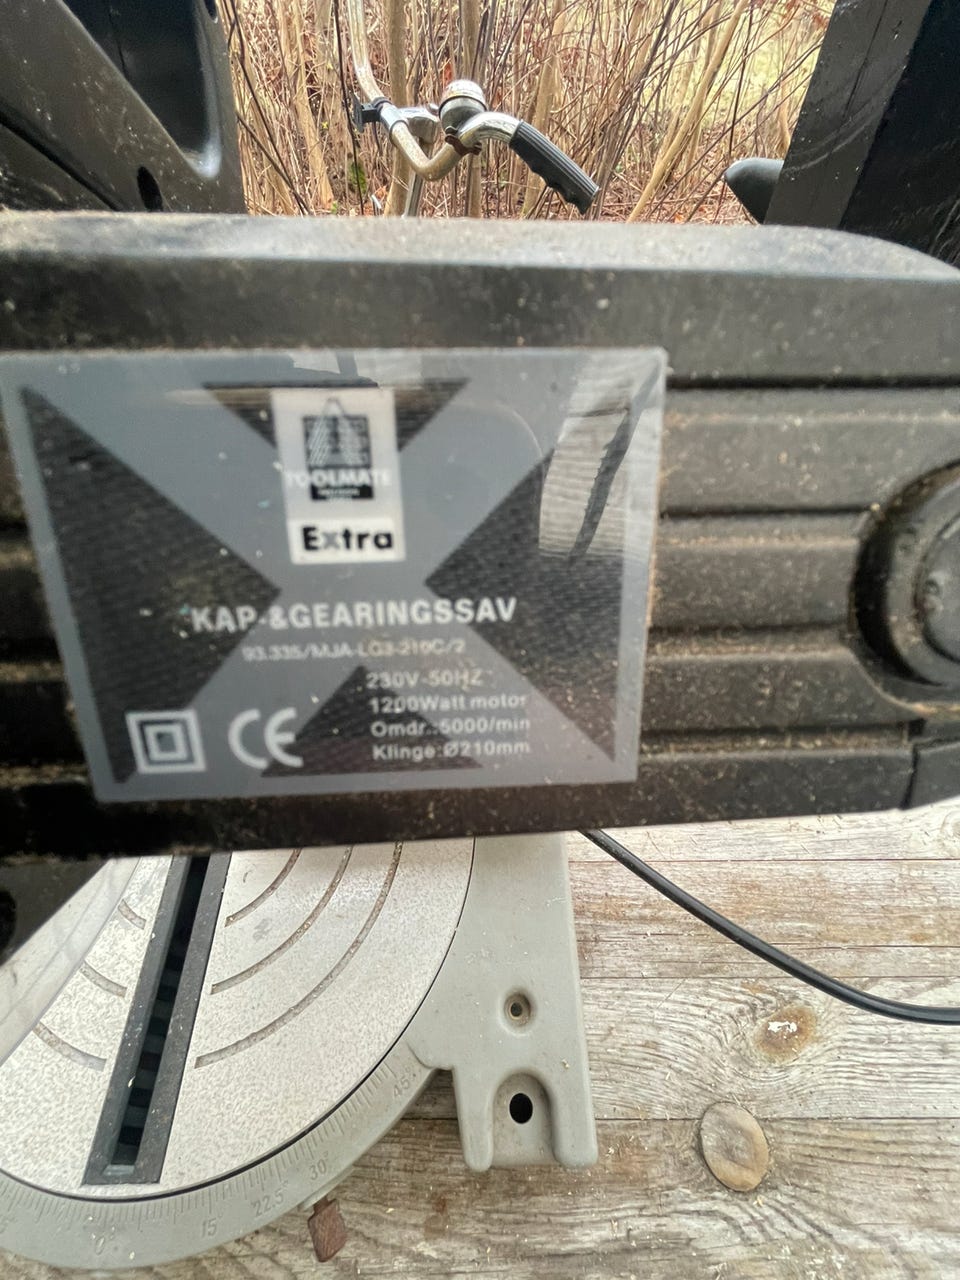 TOOLMATE
Extra
KAP-&GEARINGSSAV
93.335/MJA-LG3-210C/2
230V-50HZ
1200Watt motor
Omdr.:5000/min
Klinge:Ø210mm
CE
45°
30°
22.5°
15°
0°